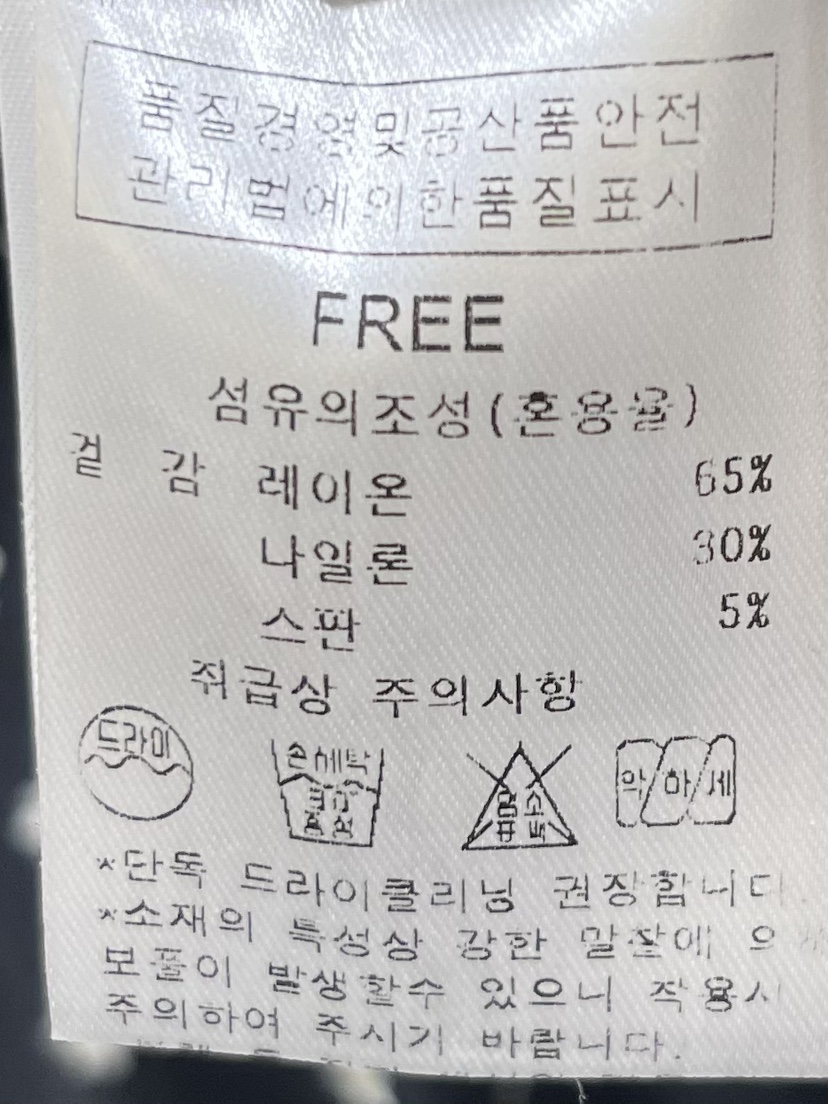 품질경영및공산품안전
관리법에의한품질표시
FREE
섬유의조성(혼용율)
겉 감 레이온 65%
나일론 30%
스판 5%
취급상 주의사항
드라이
손세탁
약하게
염소
표백
*단독 드라이클리닝 권장합니다.
*소재의 특성상 강한 마찰에 의해
보풀이 발생할수 있으니 착용시
주의하여 주시기 바랍니다.